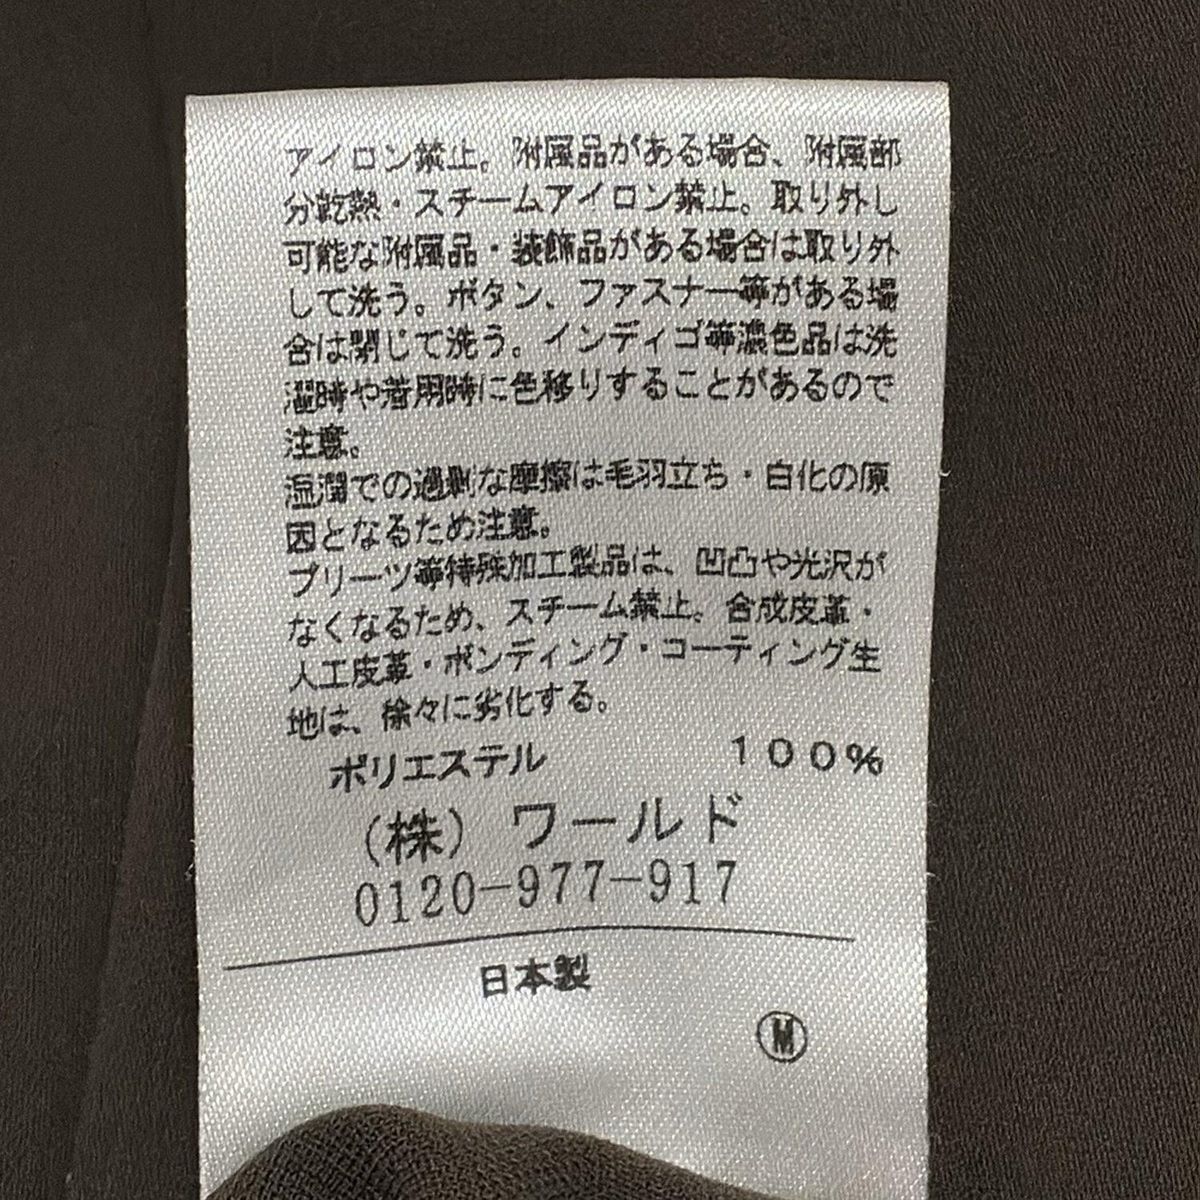 アイロン禁止。附属品がある場合、附属部
分乾熱・スチームアイロン禁止。取り外し
可能な附属品・装飾品がある場合は取り外
して洗う。ボタン、ファスナー等がある場
合は閉じて洗う。インディゴ等濃色品は洗
濯時や着用時に色移りすることがあるので
注意。
湿潤での過剰な摩擦は毛羽立ち・白化の原
因となるため注意。
プリーツ等特殊加工製品は、凹凸や光沢が
なくなるため、スチーム禁止。合成皮革・
人工皮革・ボンディング・コーティング生
地は、徐々に劣化する。
ポリエステル 100%
(株) ワールド
0120-977-917
日本製
M